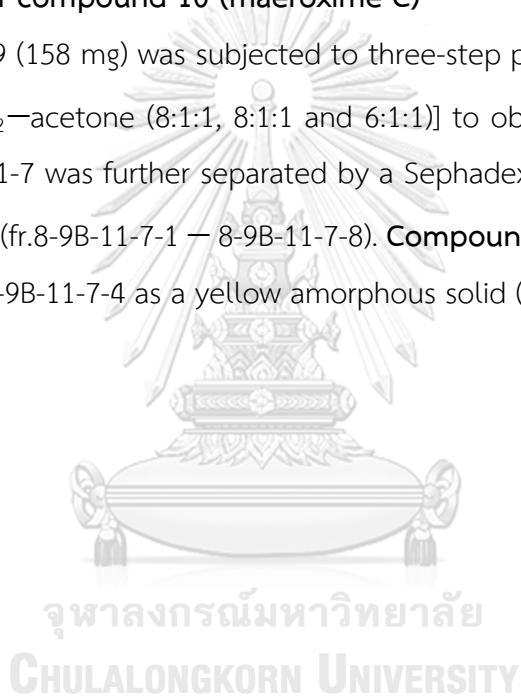 compound 10 (maeroxime C)
9 (158 mg) was subjected to three-step p
2—acetone (8:1:1, 8:1:1 and 6:1:1)] to ob
1-7 was further separated by a Sephadex
(fr.8-9B-11-7-1 — 8-9B-11-7-8). Compoun
-9B-11-7-4 as a yellow amorphous solid (
จุฬาลงกรณ์มหาวิทยาลัย
CHULALONGKORN UNIVERSITY